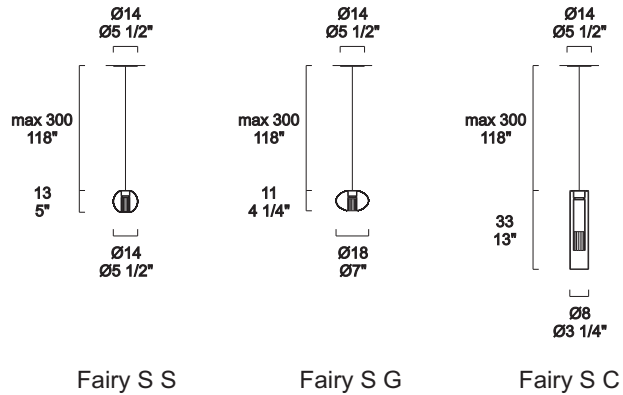 Ø14
Ø5 1/2"
max 300
118"
13
5"
Ø14
Ø5 1/2"
Fairy S S
Ø14
Ø5 1/2"
max 300
118"
11
4 1/4"
Ø18
Ø7"
Fairy S G
Ø14
Ø5 1/2"
max 300
118"
33
13"
Ø8
Ø3 1/4"
Fairy S C